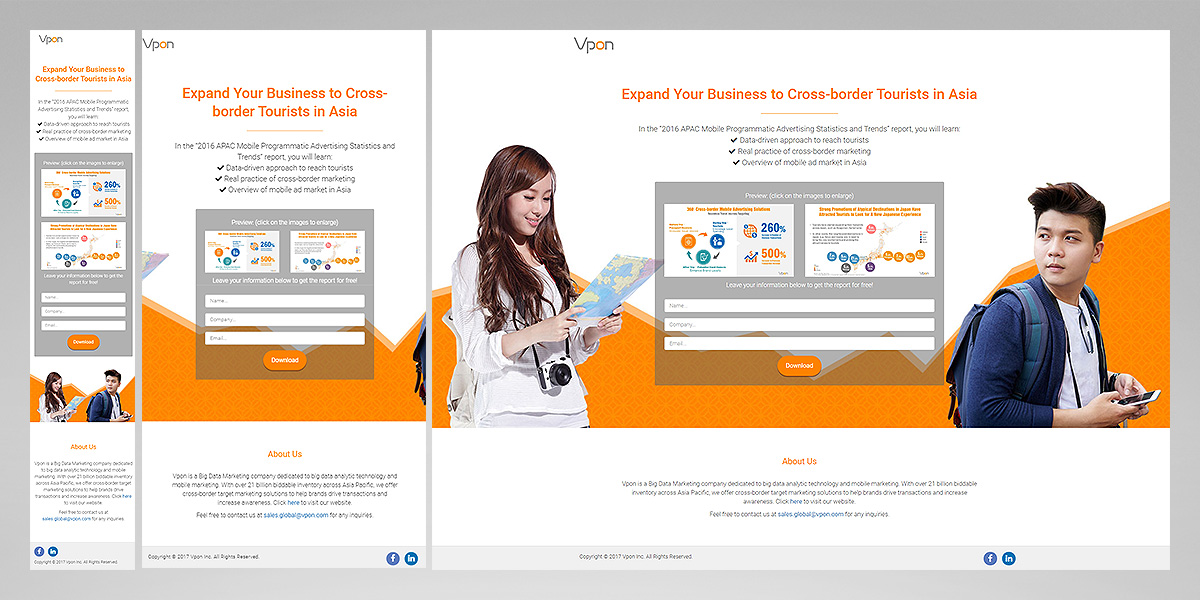 Vpon
Expand Your Business to
Cross-border Tourists in Asia
In the "2016 APAC Mobile Programmatic
Advertising Statistics and Trends" report,
you will learn:
Data-driven approach to reach tourists
Real practice of cross-border marketing
Overview of mobile ad market in Asia
Preview: (click on the images to enlarge)
260%
500%
Leave your information below to get the
report for free!
Name...
Company...
Email...
Download
About Us
Vpon is a Big Data Marketing company dedicated
to big data analytic technology and mobile
marketing. With over 21 billion biddable inventory
across Asia Pacific, we offer cross-border target
marketing solutions to help brands drive
transactions and increase awareness. Click here
to visit our website.
Feel free to contact us at
sales.global@vpon.com for any inquiries.
Copyright © 2017 Vpon Inc. All Rights Reserved.
Vpon
Expand Your Business to Cross-
border Tourists in Asia
In the "2016 APAC Mobile Programmatic Advertising Statistics and
Trends" report, you will learn:
Data-driven approach to reach tourists
Real practice of cross-border marketing
Overview of mobile ad market in Asia
Preview: (click on the images to enlarge)
260%
500%
Leave your information below to get the report for free!
Name...
Company...
Email...
Download
About Us
Vpon is a Big Data Marketing company dedicated to big data analytic technology and
mobile marketing. With over 21 billion biddable inventory across Asia Pacific, we offer
cross-border target marketing solutions to help brands drive transactions and
increase awareness. Click here to visit our website.
Feel free to contact us at sales.global@vpon.com for any inquiries.
Copyright © 2017 Vpon Inc. All Rights Reserved.
Vpon
Expand Your Business to Cross-border Tourists in Asia
In the "2016 APAC Mobile Programmatic Advertising Statistics and Trends" report, you will learn:
Data-driven approach to reach tourists
Real practice of cross-border marketing
Overview of mobile ad market in Asia
Preview: (click on the images to enlarge)
360° Cross-border Mobile Advertising Solutions
260%
500%
Strong Promotions of Atypical Destinations in Japan Have
Attracted Tourists to Look for A New Japanese Experience
Leave your information below to get the report for free!
Name...
Company...
Email...
Download
About Us
Vpon is a Big Data Marketing company dedicated to big data analytic technology and mobile marketing. With over 21 billion biddable
inventory across Asia Pacific, we offer cross-border target marketing solutions to help brands drive transactions and increase
awareness. Click here to visit our website.
Feel free to contact us at sales.global@vpon.com for any inquiries.
Copyright © 2017 Vpon Inc. All Rights Reserved.